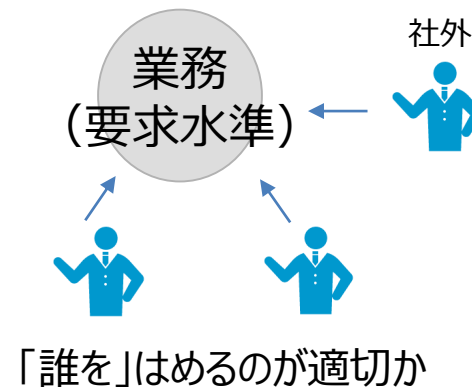 社外
業務
（要求水準）
「誰を」はめるのが適切か